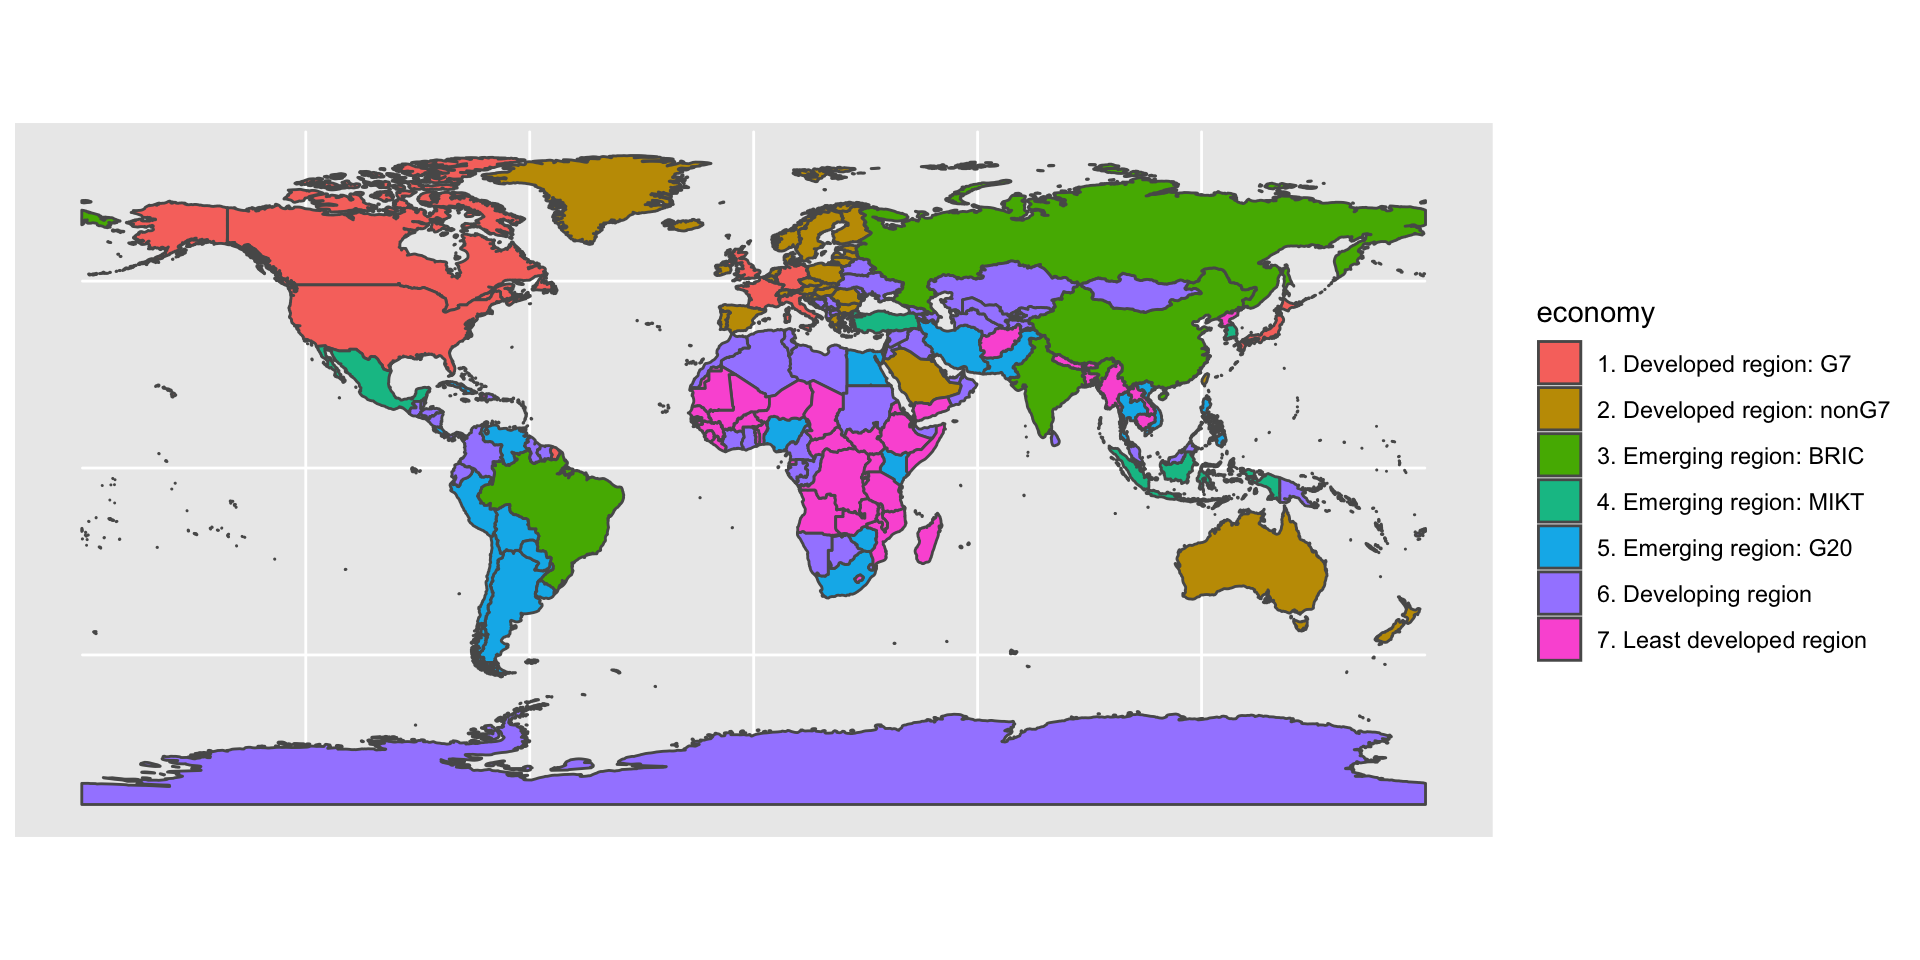 economy
1. Developed region: G7
2. Developed region: nonG7
3. Emerging region: BRIC
4. Emerging region: MIKT
5. Emerging region: G20
6. Developing region
7. Least developed region